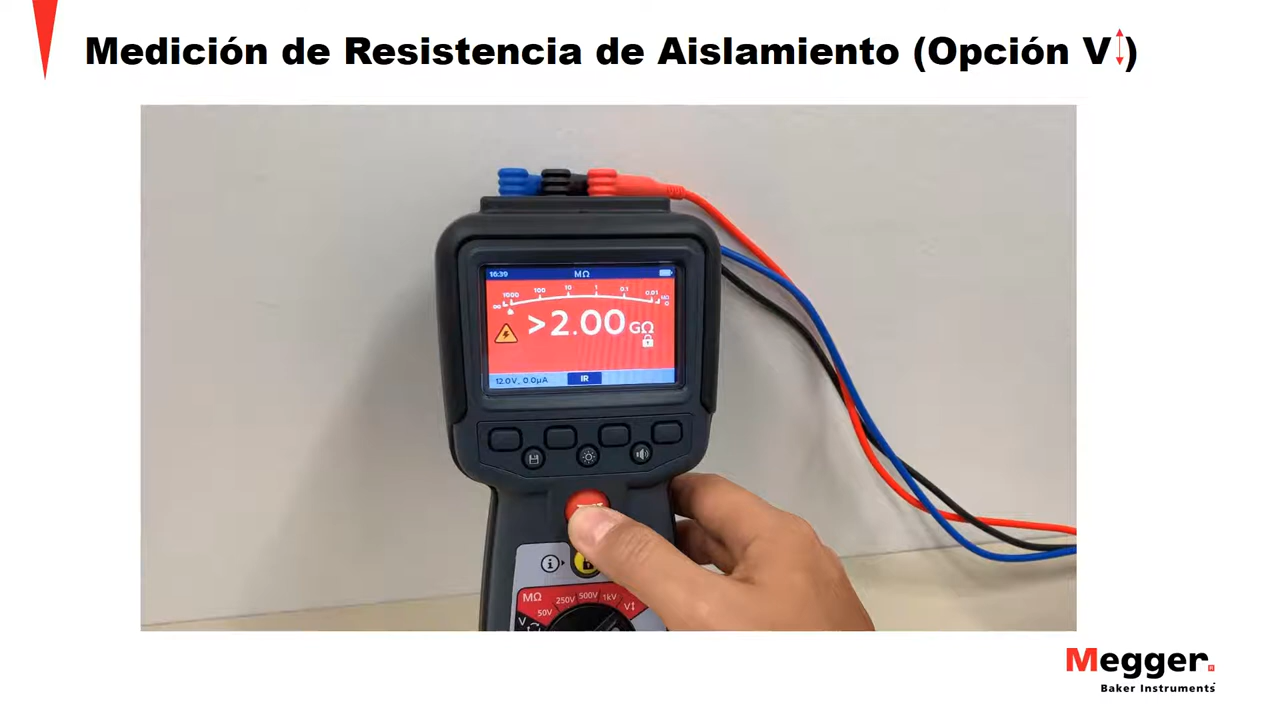 Medición de Resistencia de Aislamiento (Opción V↕)
16:39
MΩ
∞ 1000 100 10 1 0.1 0.01 MΩ
>2.00 GΩ
12.0V⎓ 0.0µA
IR
i
MΩ
50V 250V 500V 1kV V↕
V
Megger.
Baker Instruments